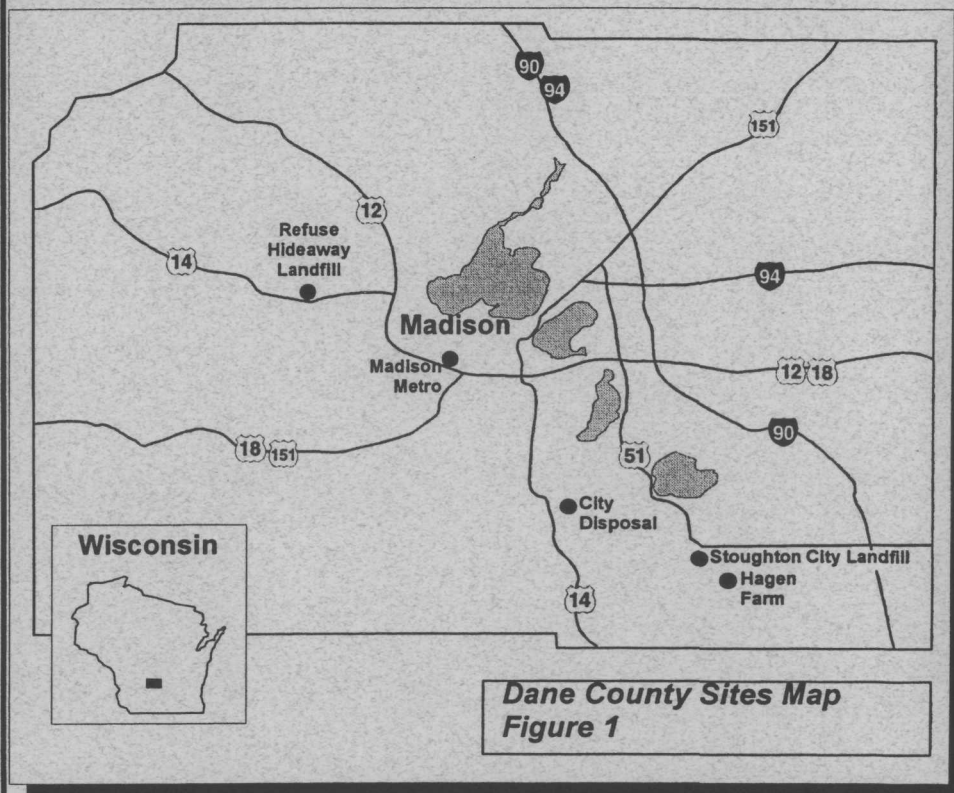 90
94
151
12
Refuse
Hideaway
Landfill
14
94
Madison
Madison
Metro
12 18
90
18 151
51
City
Disposal
Wisconsin
Stoughton City Landfill
Hagen
Farm
14
Dane County Sites Map
Figure 1